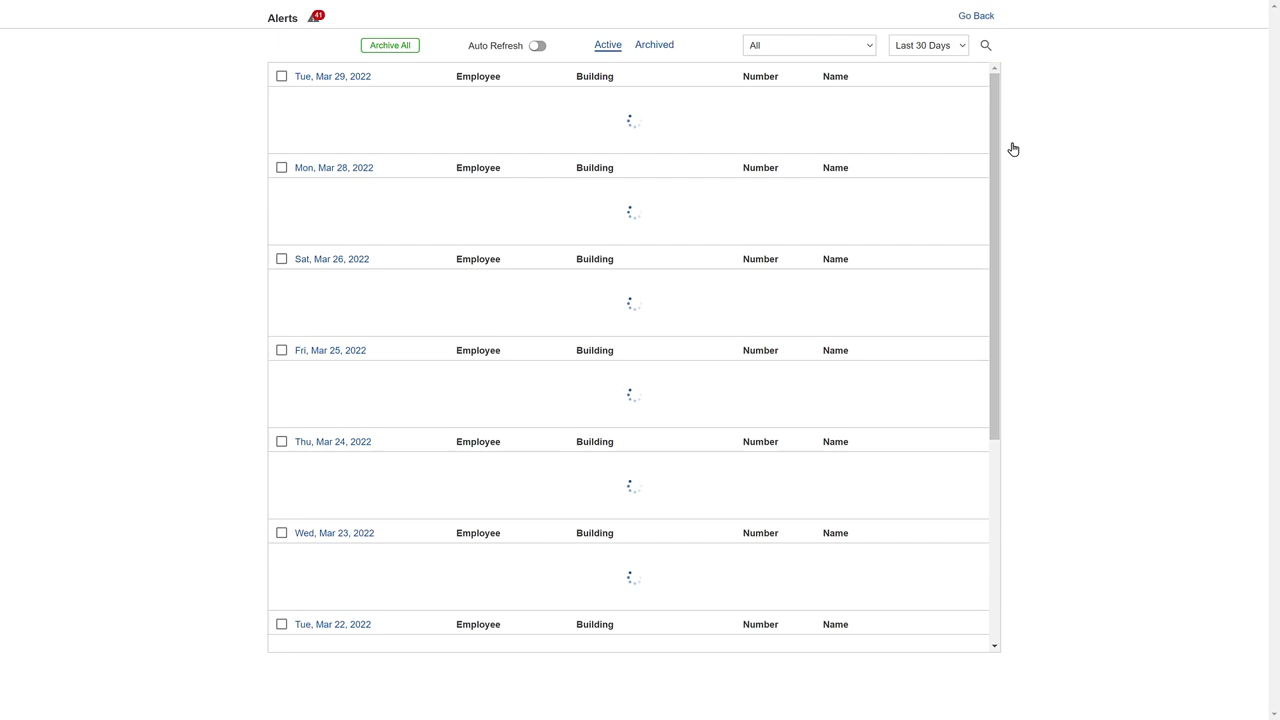 Alerts 41 Go Back
Archive All Auto Refresh Active Archived All Last 30 Days
Tue, Mar 29, 2022 Employee Building Number Name
Mon, Mar 28, 2022 Employee Building Number Name
Sat, Mar 26, 2022 Employee Building Number Name
Fri, Mar 25, 2022 Employee Building Number Name
Thu, Mar 24, 2022 Employee Building Number Name
Wed, Mar 23, 2022 Employee Building Number Name
Tue, Mar 22, 2022 Employee Building Number Name